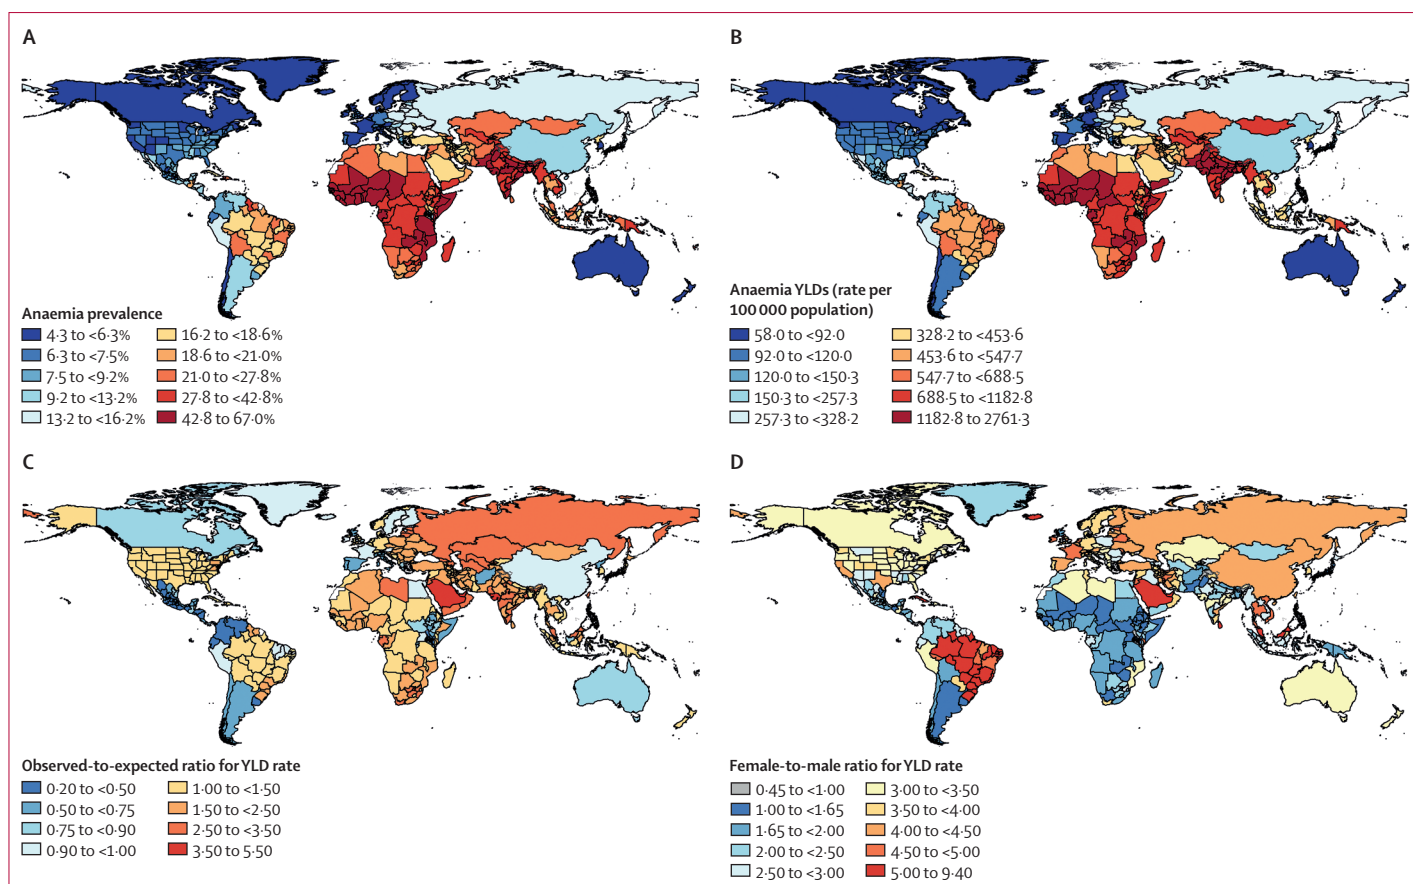 A
B
Anaemia prevalence
4·3 to <6·3%
6·3 to <7·5%
7·5 to <9·2%
9·2 to <13·2%
13·2 to <16·2%
16·2 to <18·6%
18·6 to <21·0%
21·0 to <27·8%
27·8 to <42·8%
42·8 to 67·0%
Anaemia YLDs (rate per
100 000 population)
58·0 to <92·0
92·0 to <120·0
120·0 to <150·3
150·3 to <257·3
257·3 to <328·2
328·2 to <453·6
453·6 to <547·7
547·7 to <688·5
688·5 to <1182·8
1182·8 to 2761·3
C
D
Observed-to-expected ratio for YLD rate
0·20 to <0·50
0·50 to <0·75
0·75 to <0·90
0·90 to <1·00
1·00 to <1·50
1·50 to <2·50
2·50 to <3·50
3·50 to 5·50
Female-to-male ratio for YLD rate
0·45 to <1·00
1·00 to <1·65
1·65 to <2·00
2·00 to <2·50
2·50 to <3·00
3·00 to <3·50
3·50 to <4·00
4·00 to <4·50
4·50 to <5·00
5·00 to 9·40